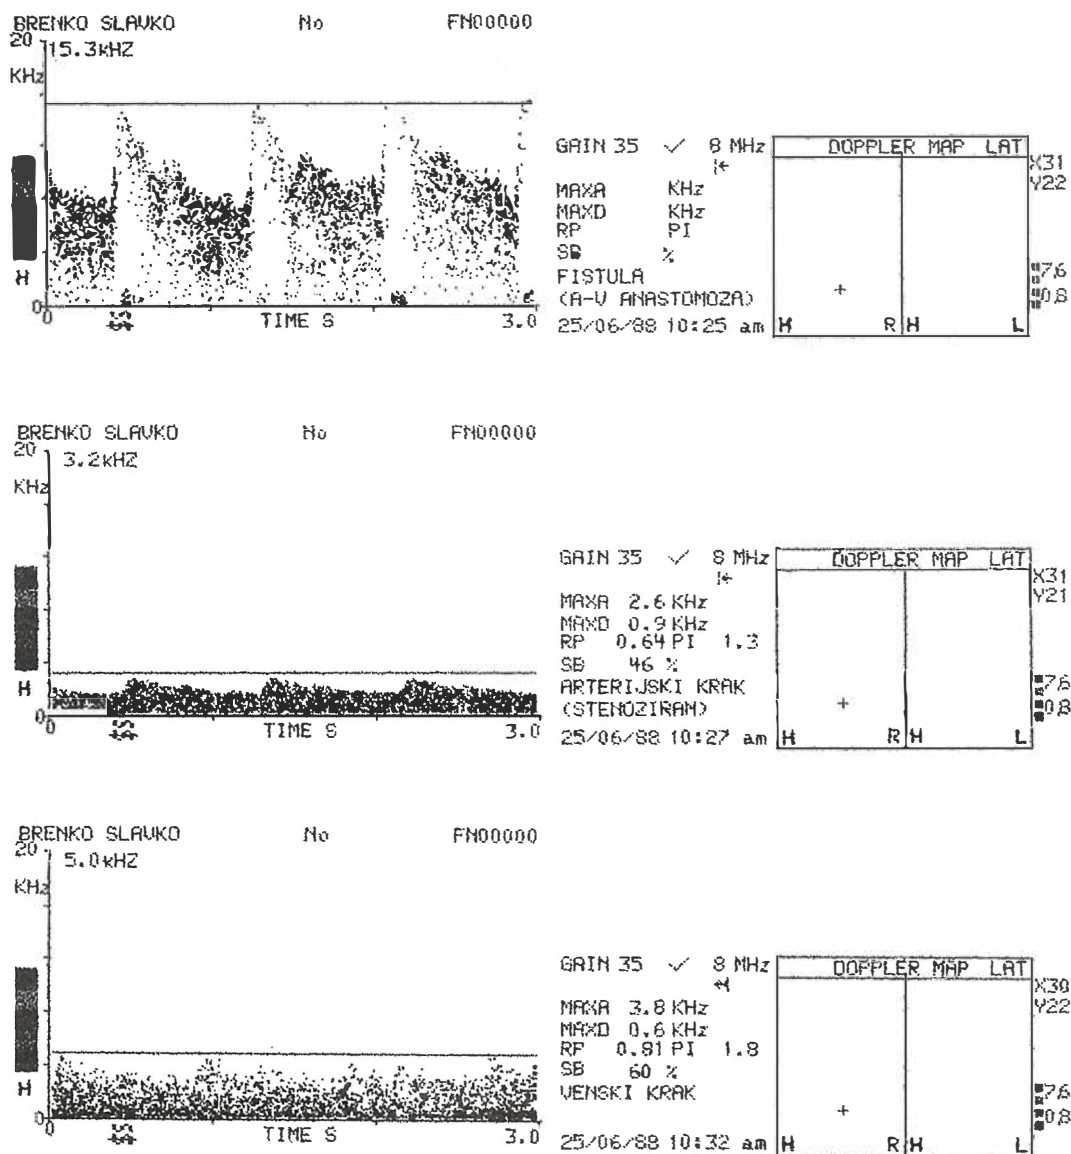 BRENKO SLAVKO No FN00000
20
15.3kHZ
KHz
H
0
0 TIME S 3.0
GAIN 35 ✓ 8 MHz
MAXA KHz
MAXD KHz
RP PI
SB %
FISTULA
(A-V ANASTOMOZA)
25/06/88 10:25 am
DOPPLER MAP LAT
X31
Y22
7.6
0.8
H R H L
BRENKO SLAVKO No FN00000
20
3.2kHZ
KHz
H
0
0 TIME S 3.0
GAIN 35 ✓ 8 MHz
MAXA 2.6 KHz
MAXD 0.9 KHz
RP 0.64 PI 1.3
SB 46 %
ARTERIJSKI KRAK
(STENOZIRAN)
25/06/88 10:27 am
DOPPLER MAP LAT
X31
Y21
7.6
0.8
H R H L
BRENKO SLAVKO No FN00000
20
5.0kHZ
KHz
H
0
0 TIME S 3.0
GAIN 35 ✓ 8 MHz
MAXA 3.8 KHz
MAXD 0.6 KHz
RP 0.81 PI 1.8
SB 60 %
VENSKI KRAK
25/06/88 10:32 am
DOPPLER MAP LAT
X30
Y22
7.6
0.8
H R H L